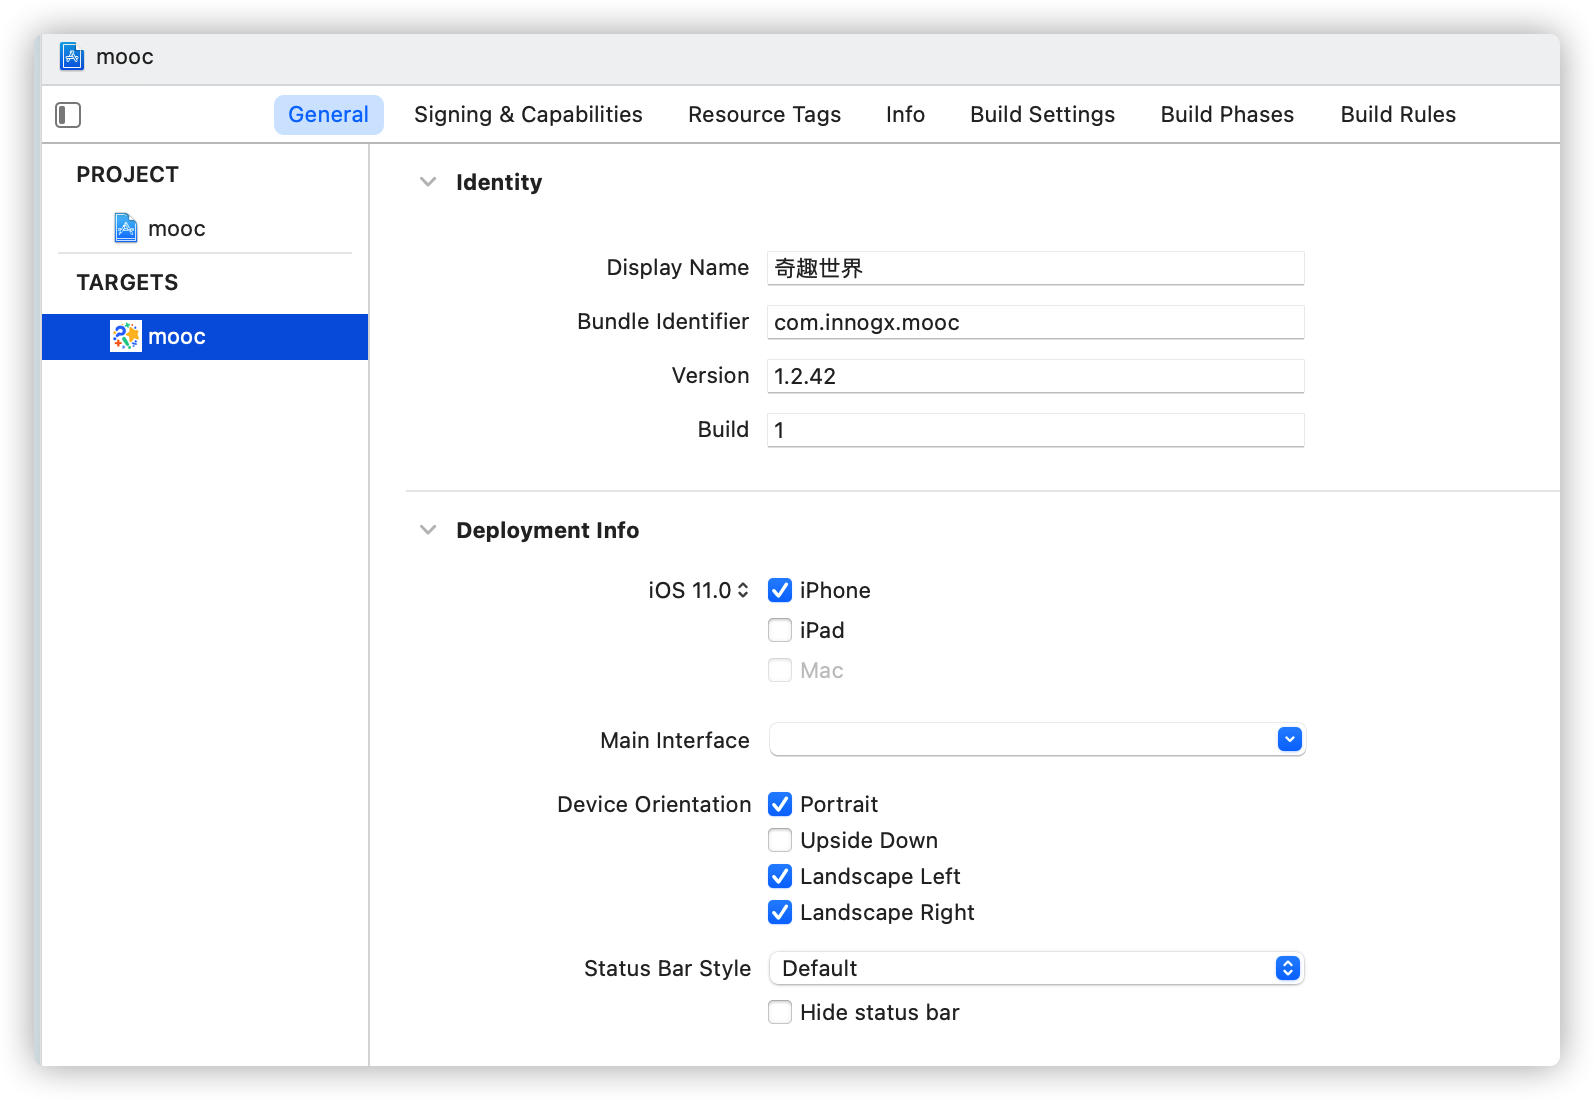 mooc
General Signing & Capabilities Resource Tags Info Build Settings Build Phases Build Rules
PROJECT
mooc
TARGETS
mooc
Identity
Display Name 奇趣世界
Bundle Identifier com.innogx.mooc
Version 1.2.42
Build 1
Deployment Info
iOS 11.0 iPhone
iPad
Mac
Main Interface
Device Orientation Portrait
Upside Down
Landscape Left
Landscape Right
Status Bar Style Default
Hide status bar